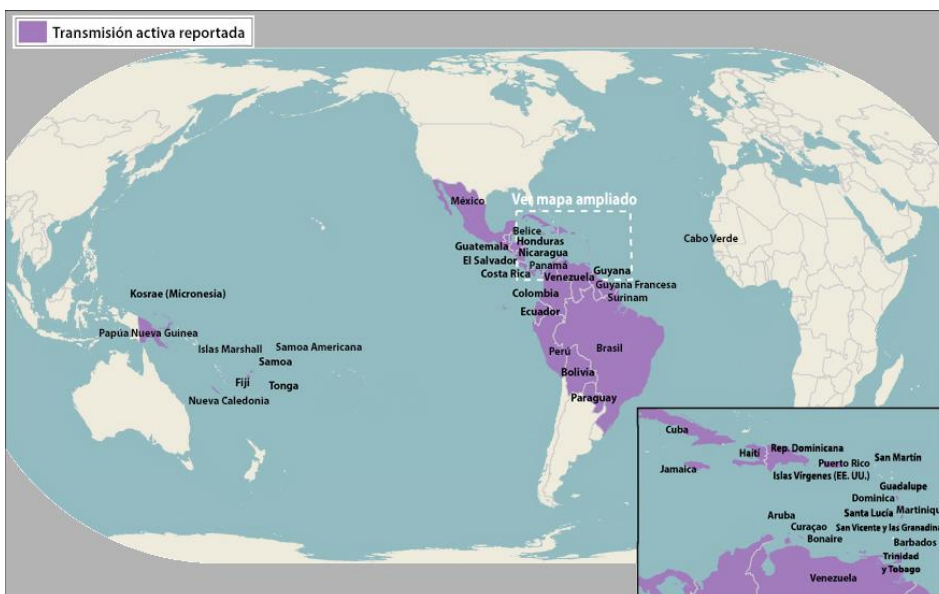 Transmisión activa reportada
Ver mapa ampliado
México
Belice
Honduras
Guatemala
Nicaragua
El Salvador
Panamá
Costa Rica
Venezuela
Guyana
Guyana Francesa
Colombia
Surinam
Ecuador
Perú
Brasil
Bolivia
Paraguay
Cabo Verde
Kosrae (Micronesia)
Papúa Nueva Guinea
Islas Marshall
Samoa Americana
Samoa
Fiji
Tonga
Nueva Caledonia
Cuba
Haití
Rep. Dominicana
Jamaica
Puerto Rico
San Martín
Islas Vírgenes (EE. UU.)
Guadalupe
Dominica
Santa Lucía
Martiniqu
Aruba
Curaçao
San Vicente y las Granadina
Bonaire
Barbados
Trinidad
y Tobago
Venezuela